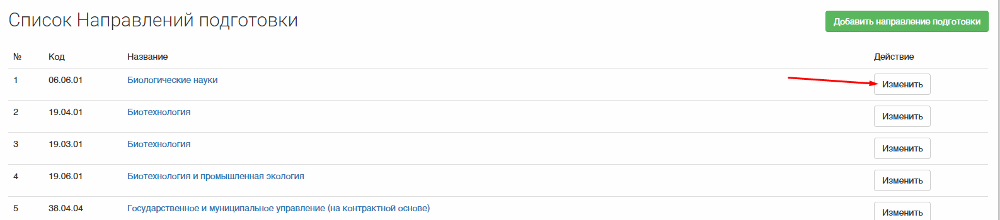 Список Направлений подготовки
Добавить направление подготовки
№ Код Название Действие
1 06.06.01 Биологические науки Изменить
2 19.04.01 Биотехнология Изменить
3 19.03.01 Биотехнология Изменить
4 19.06.01 Биотехнология и промышленная экология Изменить
5 38.04.04 Государственное и муниципальное управление (на контрактной основе) Изменить